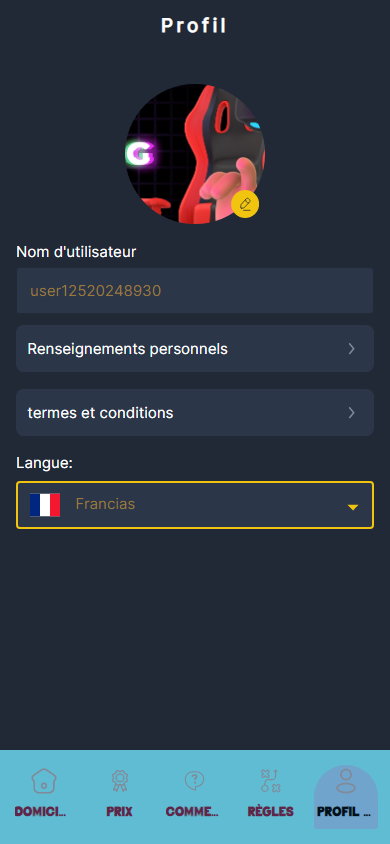 Profil
G
Nom d'utilisateur
user12520248930
Renseignements personnels
termes et conditions
Langue:
Francias
DOMICI... PRIX COMME... RÈGLES PROFIL ...